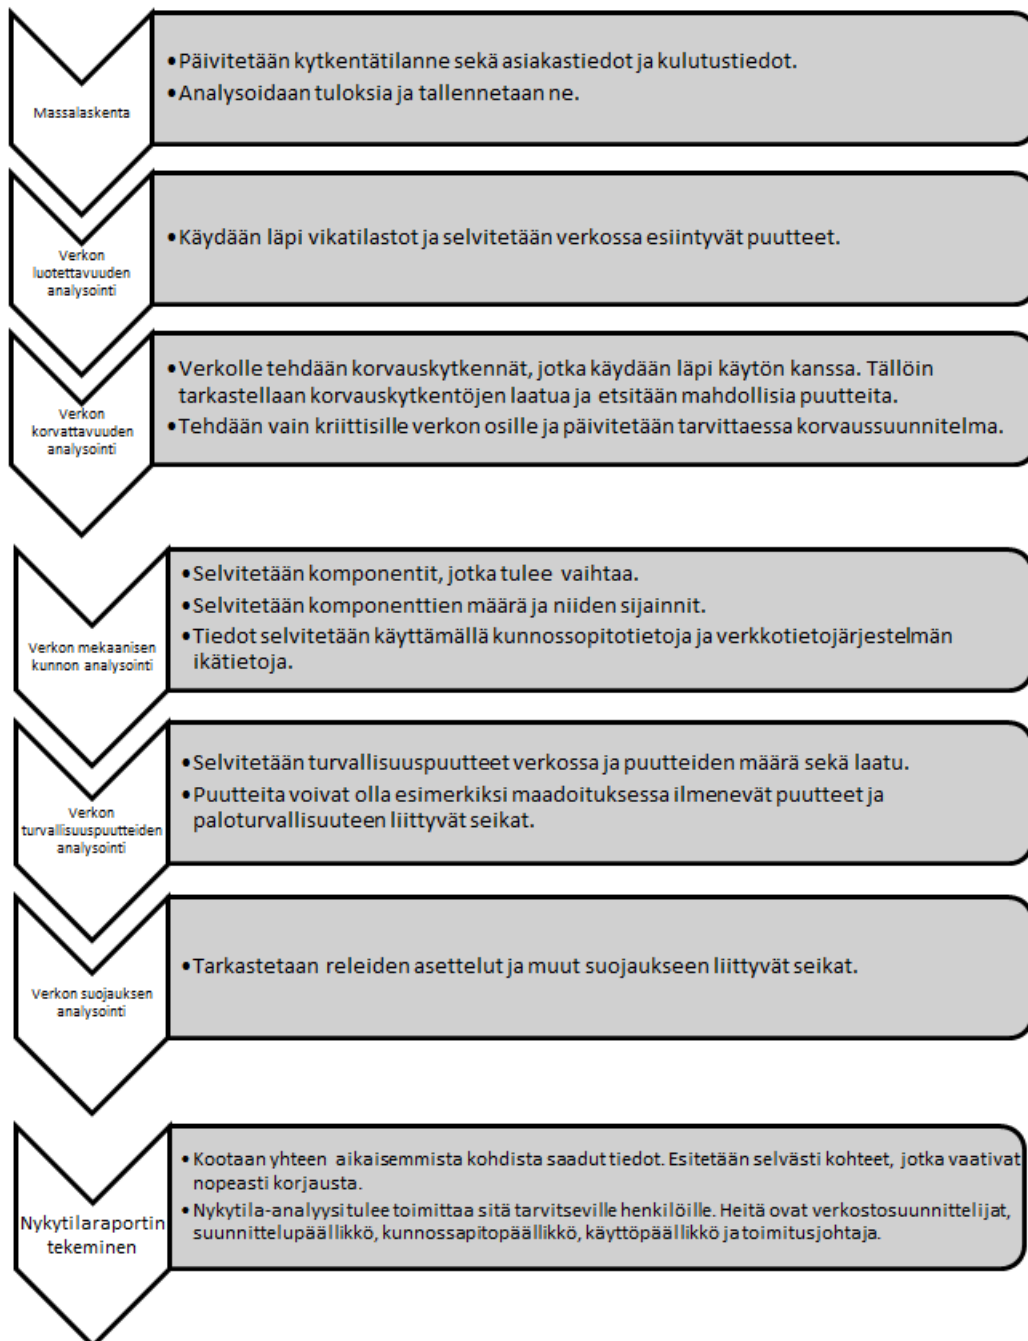 Massalaskenta
•Päivitetään kytkentätilanne sekä asiakastiedot ja kulutustiedot.
•Analysoidaan tuloksia ja tallennetaan ne.
Verkon
luotettavuuden
analysointi
•Käydään läpi vikatilastot ja selvitetään verkossa esiintyvät puutteet.
Verkon
korvattavuuden
analysointi
•Verkolle tehdään korvauskytkennät, jotka käydään läpi käytön kanssa. Tällöin
tarkastellaan korvauskytkentöjen laatua ja etsitään mahdollisia puutteita.
•Tehdään vain kriittisille verkon osille ja päivitetään tarvittaessa korvaussuunnitelma.
Verkon mekaanisen
kunnon analysointi
•Selvitetään komponentit, jotka tulee vaihtaa.
•Selvitetään komponenttien määrä ja niiden sijainnit.
•Tiedot selvitetään käyttämällä kunnossopitotietoja ja verkkotietojärjestelmän
ikätietoja.
Verkon
turvallisuuspuutteiden
analysointi
•Selvitetään turvallisuuspuutteet verkossa ja puutteiden määrä sekä laatu.
•Puutteita voivat olla esimerkiksi maadoituksessa ilmenevät puutteet ja
paloturvallisuuteen liittyvät seikat.
Verkon suojauksen
analysointi
•Tarkastetaan releiden asettelut ja muut suojaukseen liittyvät seikat.
Nykytilaraportin
tekeminen
•Kootaan yhteen aikaisemmista kohdista saadut tiedot. Esitetään selvästi kohteet, jotka vaativat
nopeasti korjausta.
•Nykytila-analyysi tulee toimittaa sitä tarvitseville henkilöille. Heitä ovat verkostosuunnittelijat,
suunnittelupäällikkö, kunnossapitopäällikkö, käyttöpäällikkö ja toimitusjohtaja.